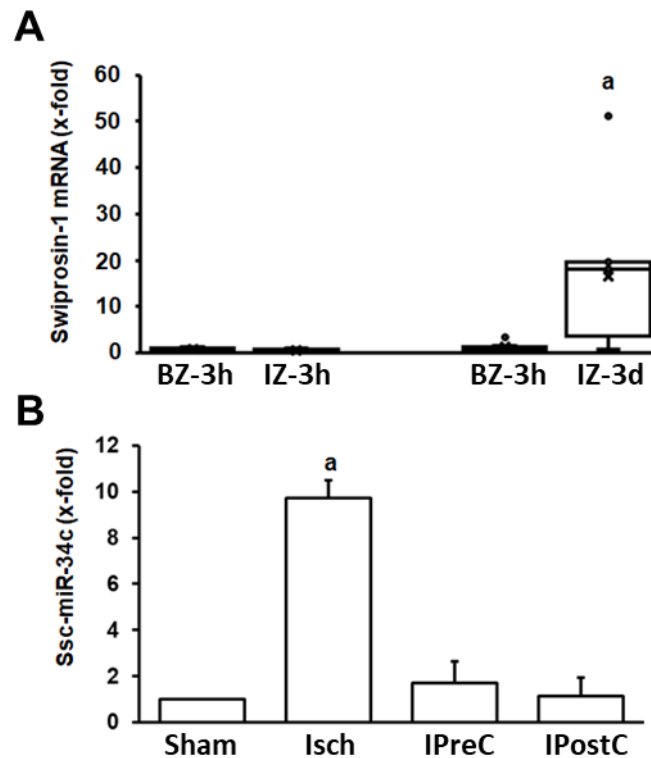 A
Swiprosin-1 mRNA (x-fold)
60
50
40
30
20
10
0
a
BZ-3h IZ-3h BZ-3h IZ-3d
B
Ssc-miR-34c (x-fold)
12
10
8
6
4
2
0
a
Sham Isch IPreC IPostC